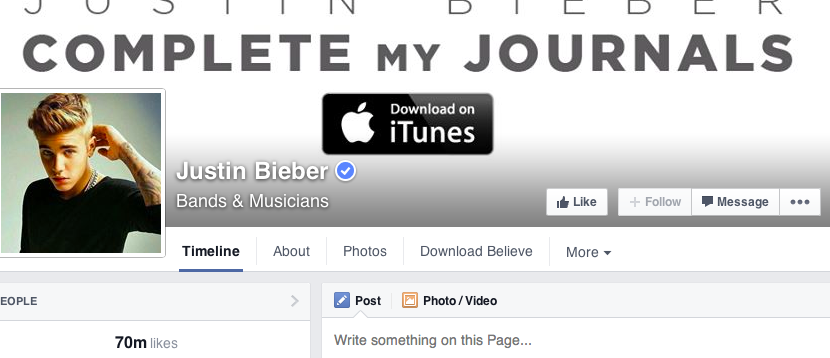 JUSTIN BIEBER
COMPLETE MY JOURNALS
Download on
iTunes
Justin Bieber
Bands & Musicians
Like
Follow
Message
Timeline
About
Photos
Download Believe
More
EOPLE
Post
Photo / Video
70m likes
Write something on this Page...